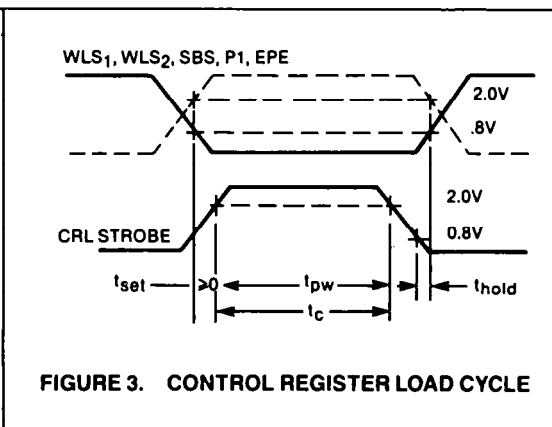 WLS1, WLS2, SBS, P1, EPE
2.0V
.8V
2.0V
CRL STROBE
0.8V
tset >0 tpw thold
tc
FIGURE 3. CONTROL REGISTER LOAD CYCLE